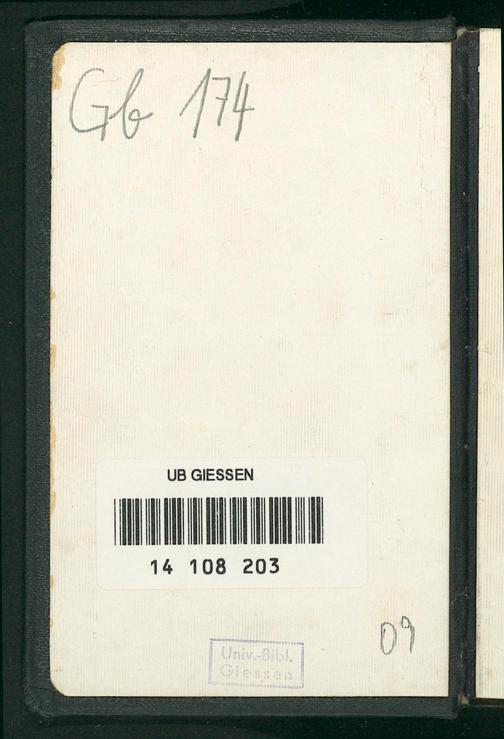 Gb 174
UB GIESSEN
14 108 203
09
Univ.-Bibl.
Giessen